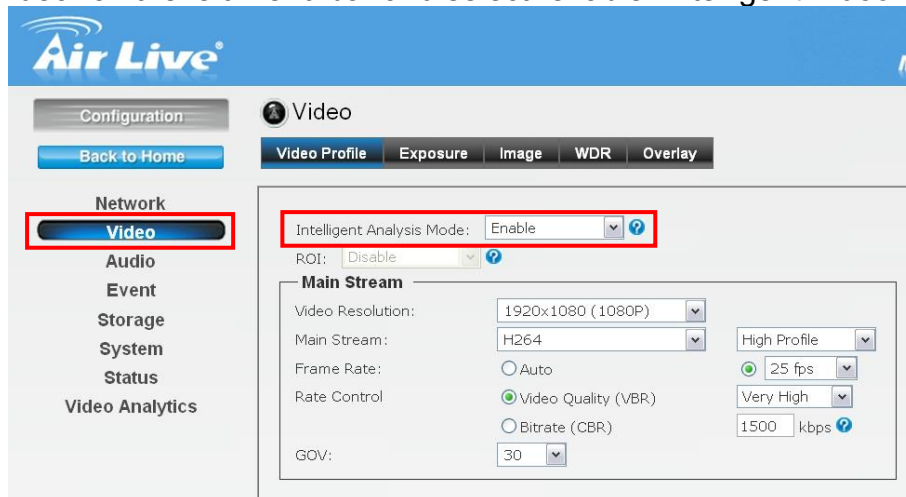 Air Live®
Configuration
Back to Home
Network
Video
Audio
Event
Storage
System
Status
Video Analytics
Video
Video Profile Exposure Image WDR Overlay
Intelligent Analysis Mode: Enable
ROI: Disable
Main Stream
Video Resolution: 1920x1080 (1080P)
Main Stream: H264 High Profile
Frame Rate: Auto 25 fps
Rate Control Video Quality (VBR) Very High
Bitrate (CBR) 1500 kbps
GOV: 30